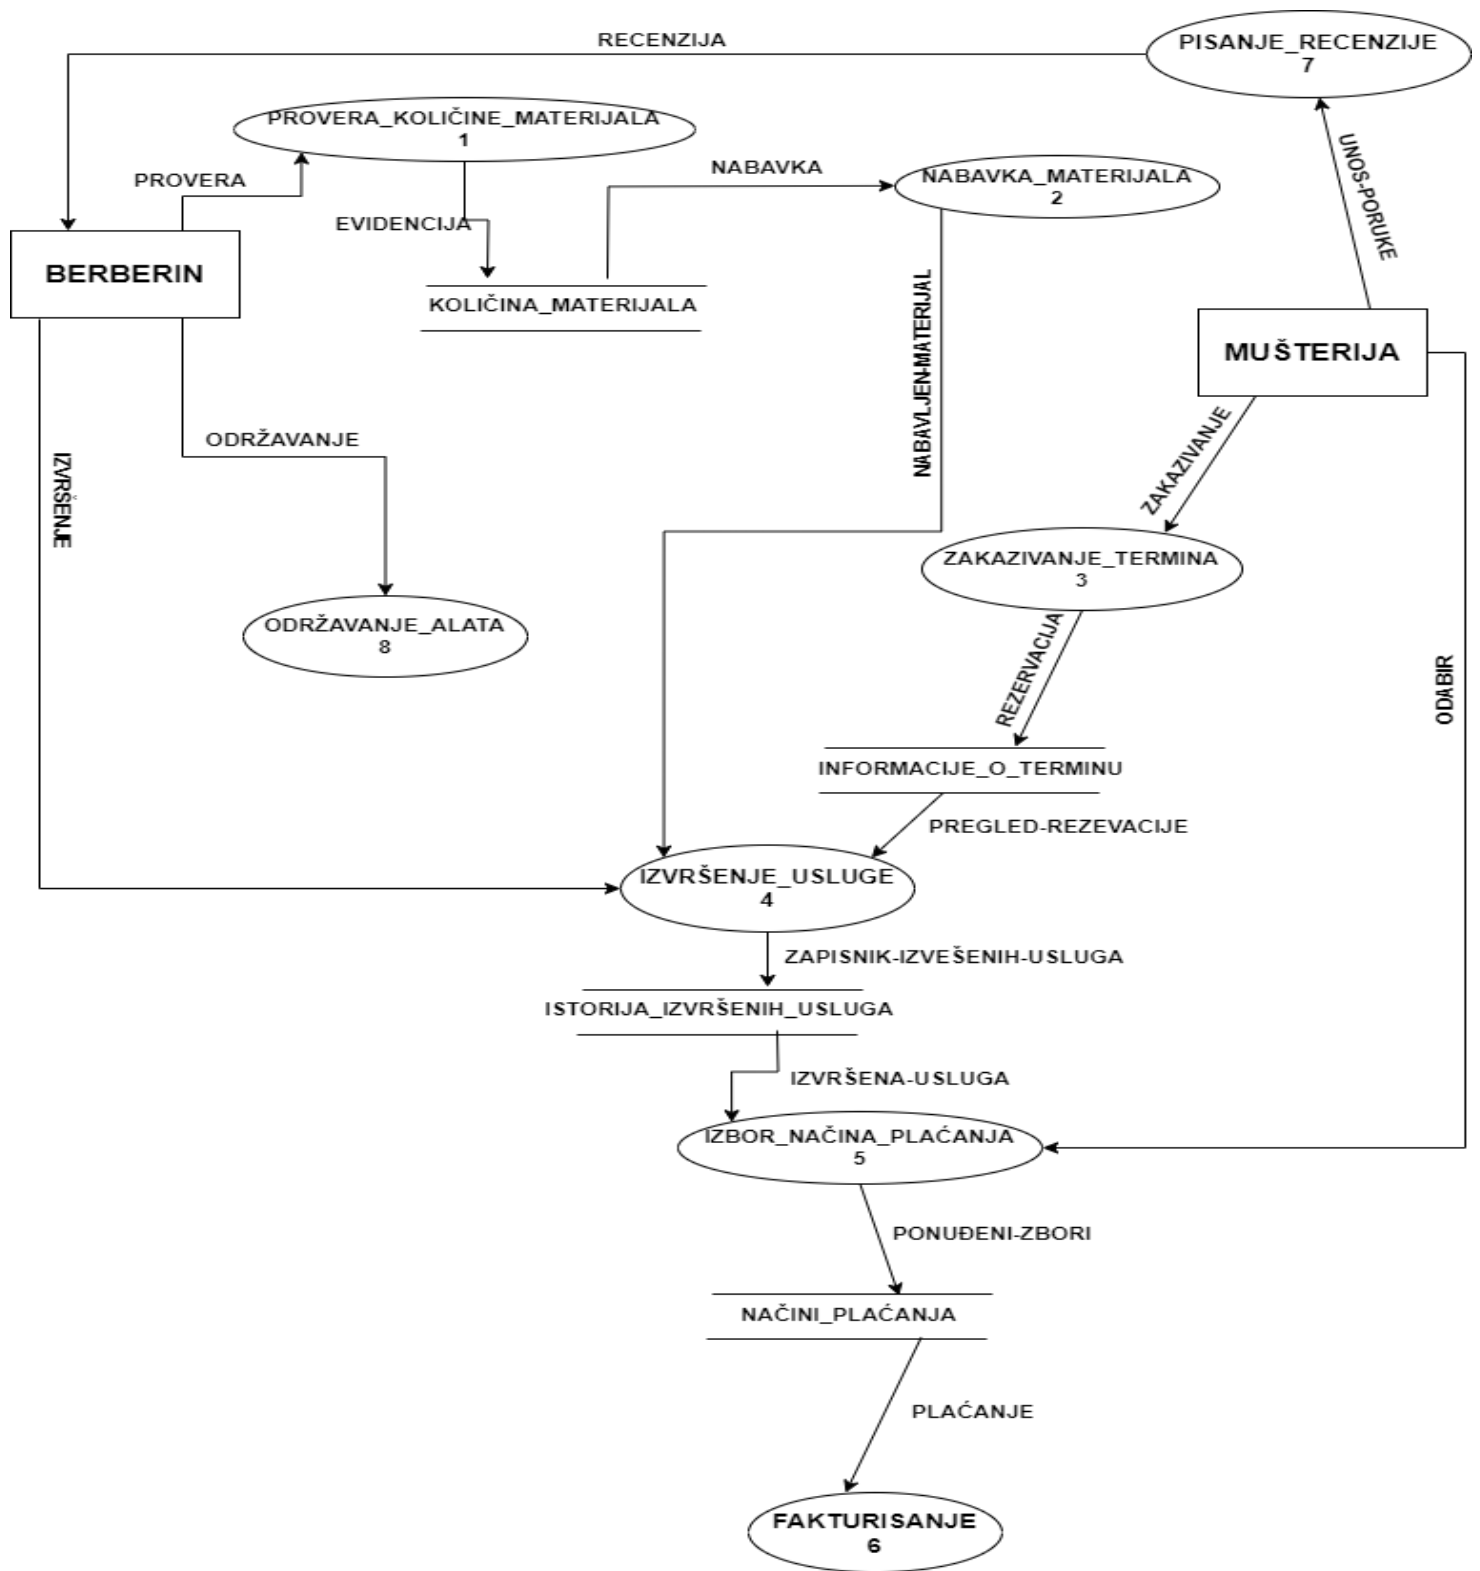 RECENZIJA
PISANJE_RECENZIJE
7
PROVERA_KOLIČINE_MATERIJALA
1
PROVERA
NABAVKA
NABAVKA_MATERIJALA
2
UNOS-PORUKE
EVIDENCIJA
BERBERIN
KOLIČINA_MATERIJALA
NABAVLJEN-MATERIJAL
MUŠTERIJA
ODRŽAVANJE
IZVRŠENJE
ZAKAZIVANJE
ZAKAZIVANJE_TERMINA
3
ODRŽAVANJE_ALATA
8
REZERVACIJA
ODABIR
INFORMACIJE_O_TERMINU
PREGLED-REZEVACIJE
IZVRŠENJE_USLUGE
4
ZAPISNIK-IZVEŠENIH-USLUGA
ISTORIJA_IZVRŠENIH_USLUGA
IZVRŠENA-USLUGA
IZBOR_NAČINA_PLAĆANJA
5
PONUĐENI-ZBORI
NAČINI_PLAĆANJA
PLAĆANJE
FAKTURISANJE
6